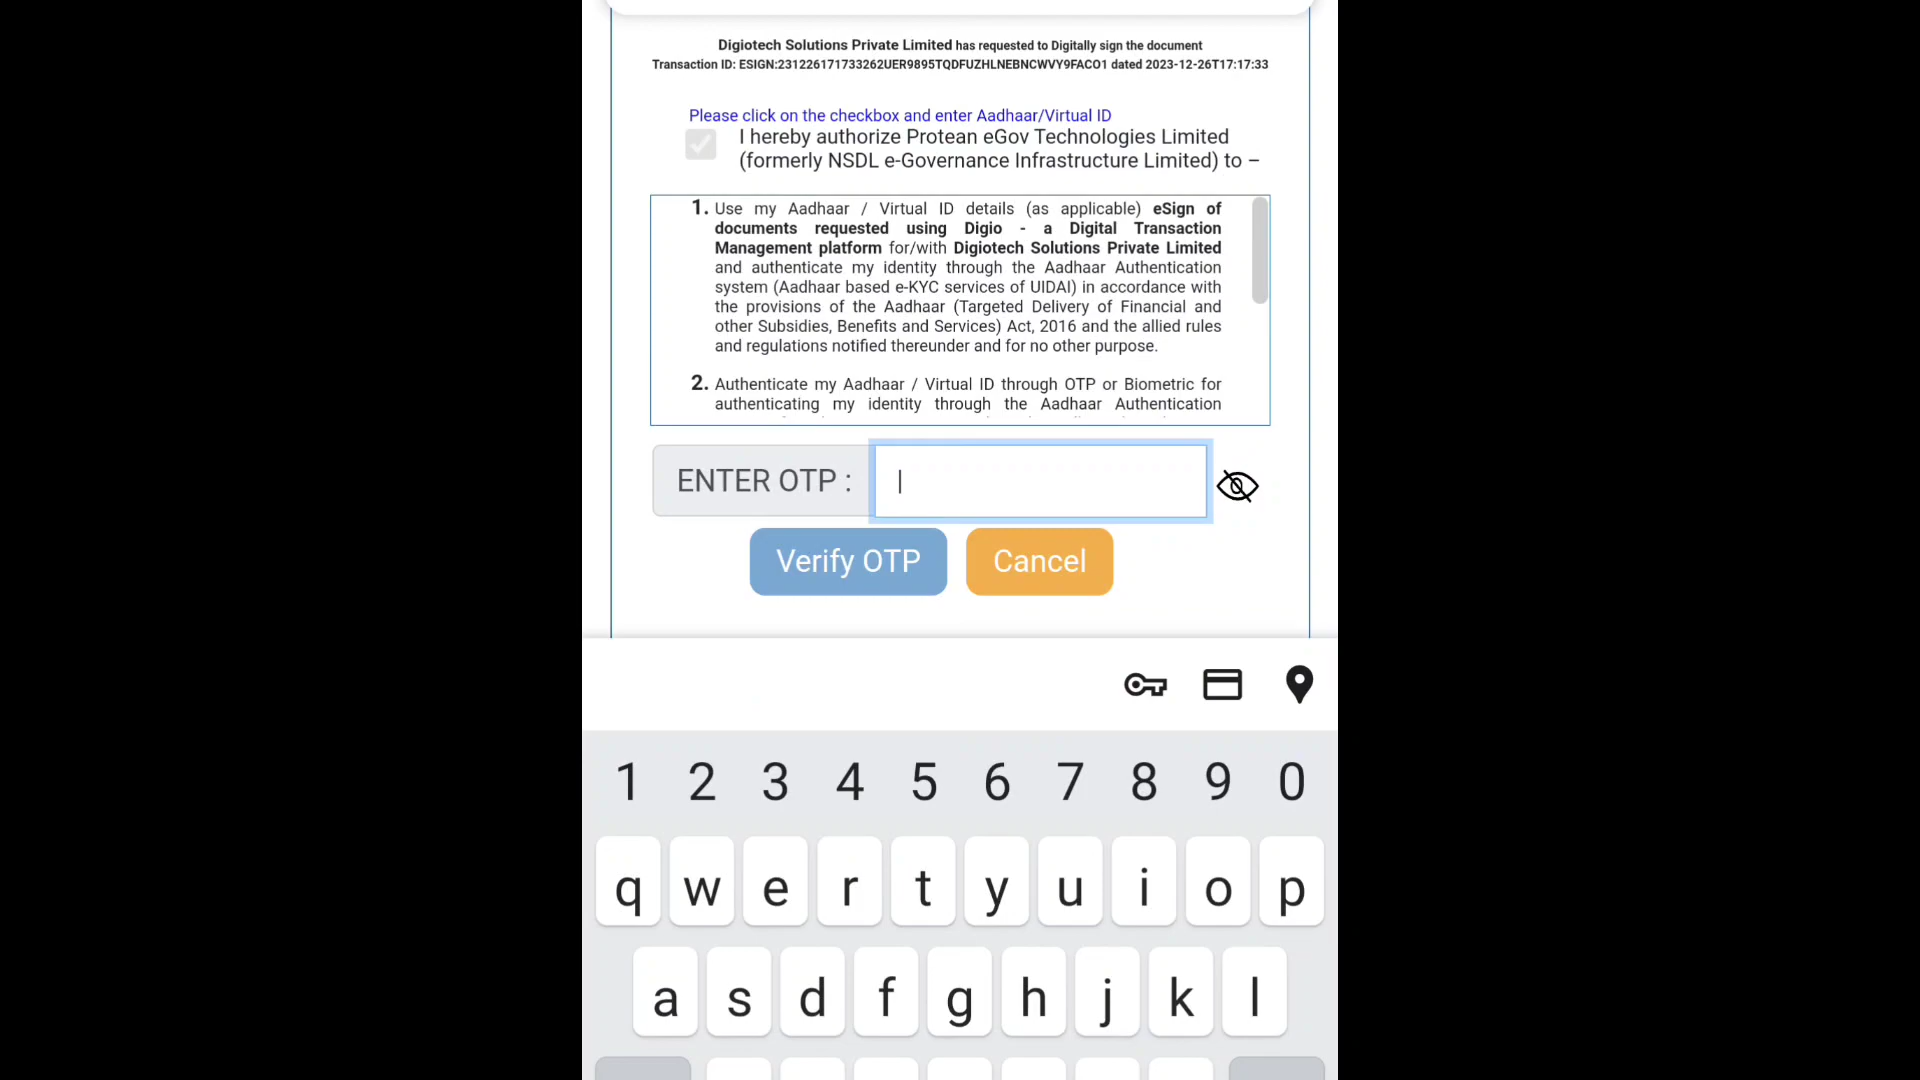 Digiotech Solutions Private Limited has requested to Digitally sign the document
Transaction ID: ESIGN:231226171733262UER9895TQDFUZHLNEBNCWVY9FACO1 dated 2023-12-26T17:17:33
Please click on the checkbox and enter Aadhaar/Virtual ID
I hereby authorize Protean eGov Technologies Limited
(formerly NSDL e-Governance Infrastructure Limited) to –
1. Use my Aadhaar / Virtual ID details (as applicable) eSign of
documents requested using Digio - a Digital Transaction
Management platform for/with Digiotech Solutions Private Limited
and authenticate my identity through the Aadhaar Authentication
system (Aadhaar based e-KYC services of UIDAI) in accordance with
the provisions of the Aadhaar (Targeted Delivery of Financial and
other Subsidies, Benefits and Services) Act, 2016 and the allied rules
and regulations notified thereunder and for no other purpose.
2. Authenticate my Aadhaar / Virtual ID through OTP or Biometric for
authenticating my identity through the Aadhaar Authentication
ENTER OTP :
Verify OTP Cancel
1 2 3 4 5 6 7 8 9 0
q w e r t y u i o p
a s d f g h j k l